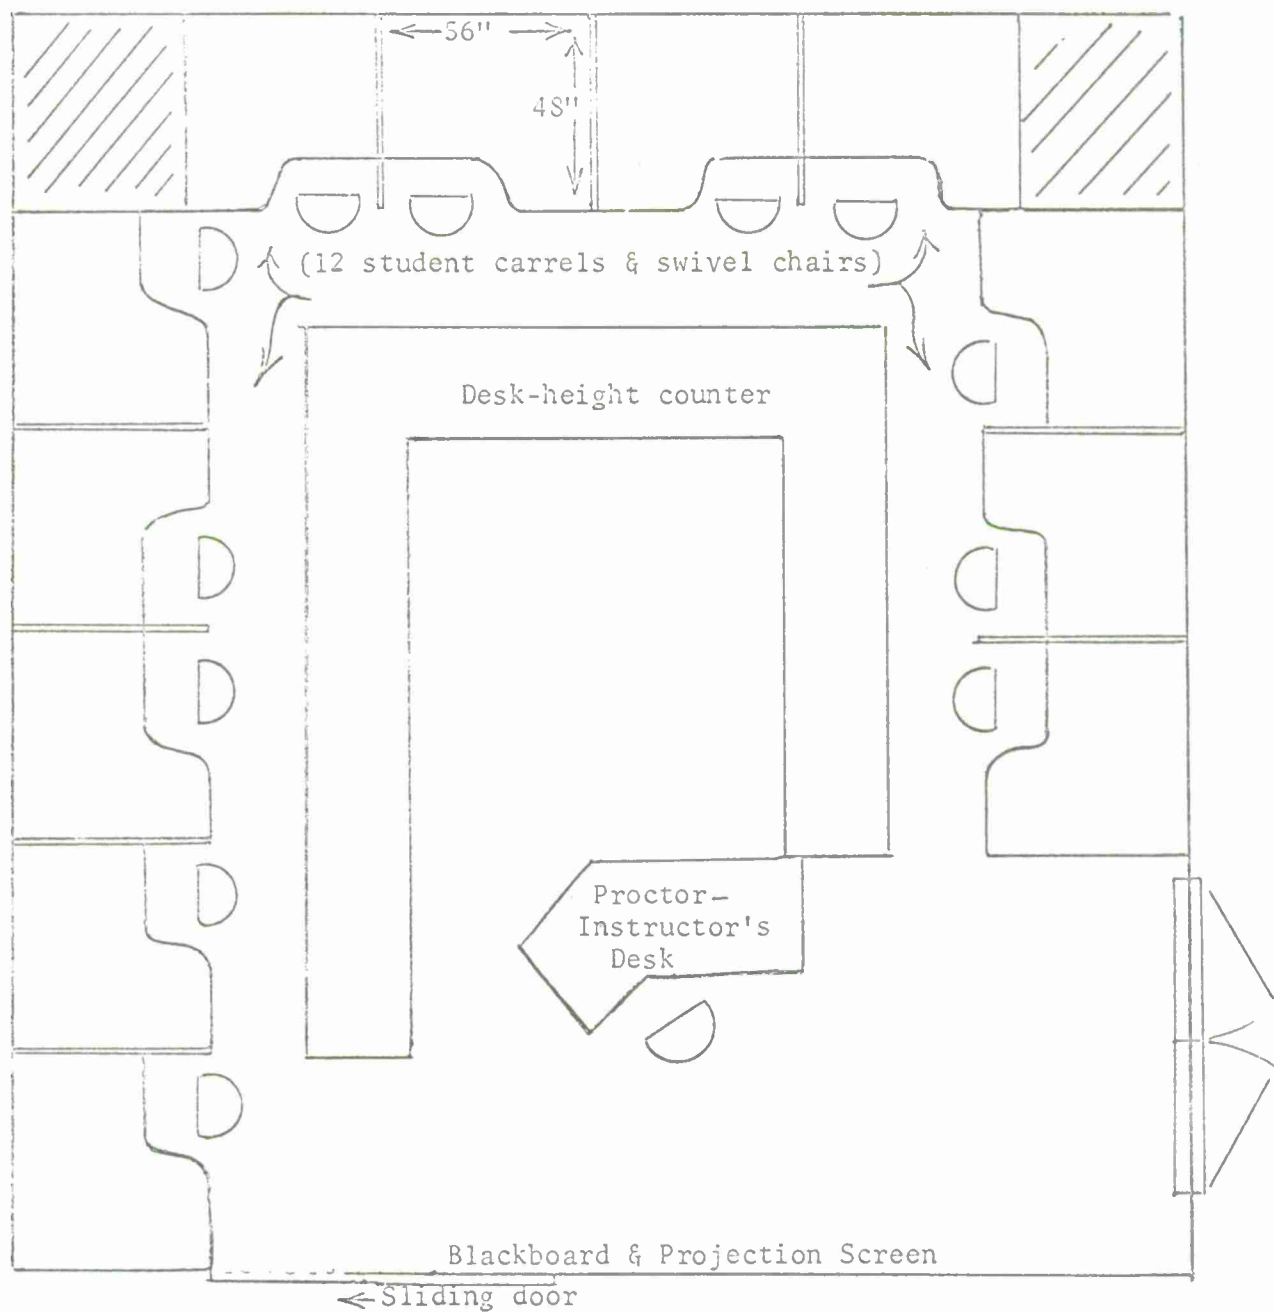 56"
48"
(12 student carrels & swivel chairs)
Desk-height counter
Proctor-
Instructor's
Desk
Blackboard & Projection Screen
Sliding door